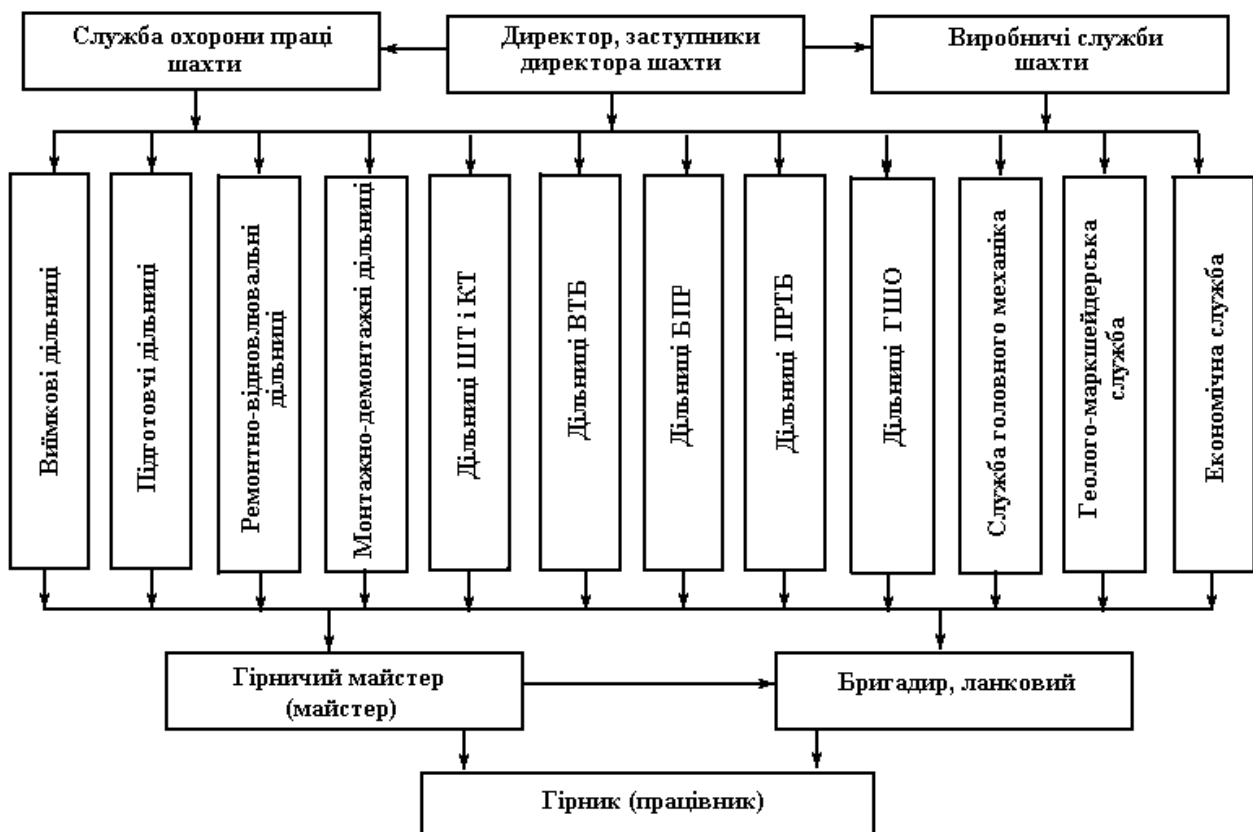 Служба охорони праці
шахти
Директор, заступники
директора шахти
Виробничі служби
шахти
Виїмкові дільниці
Підготовчі дільниці
Ремонтно-відновлювальні
дільниці
Монтажно-демонтажні дільниці
Дільниці ШТ і КТ
Дільниці ВТБ
Дільниці БПР
Дільниці ПРТБ
Дільниці ГШО
Служба головного механіка
Геолого-маркшейдерська
служба
Економічна служба
Гірничий майстер
(майстер)
Бригадир, ланковий
Гірник (працівник)